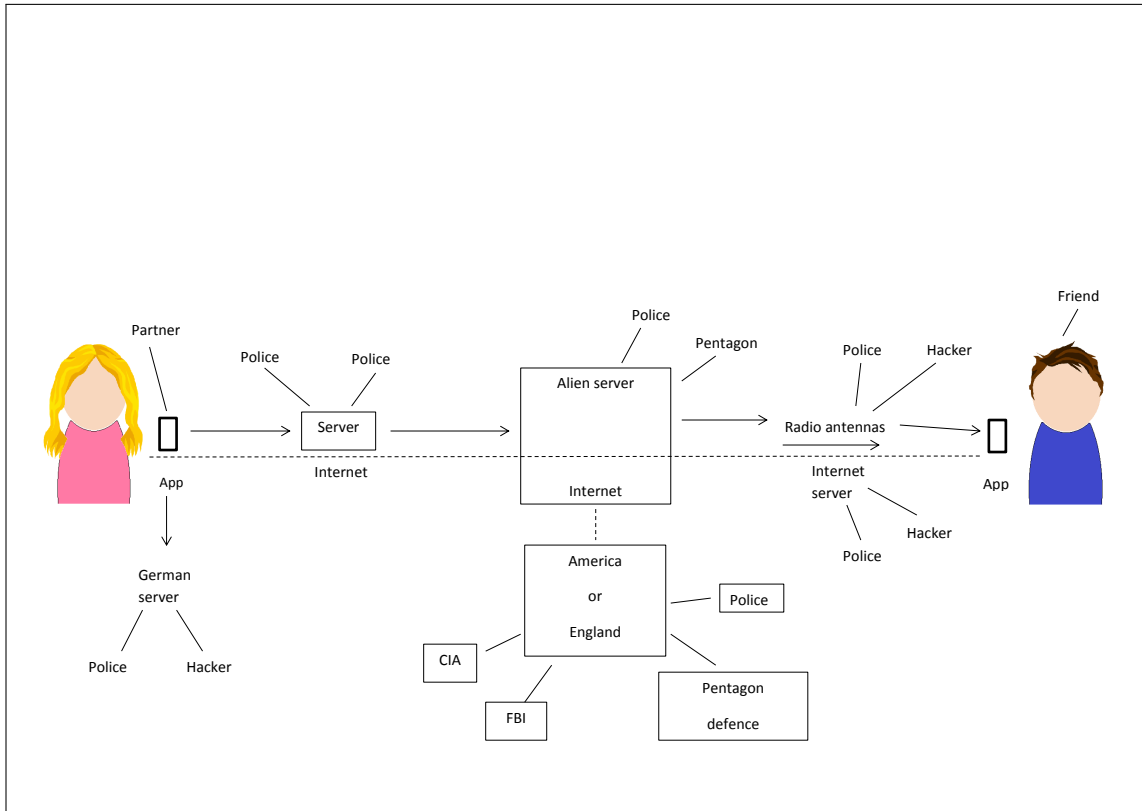 Friend
Police
Partner
Pentagon
Police
Police
Police
Hacker
Alien server
Server
Radio antennas
Internet
Internet
server
App
Internet
App
Hacker
Police
America
or
England
German
server
Police
CIA
Police
Hacker
Pentagon
defence
FBI